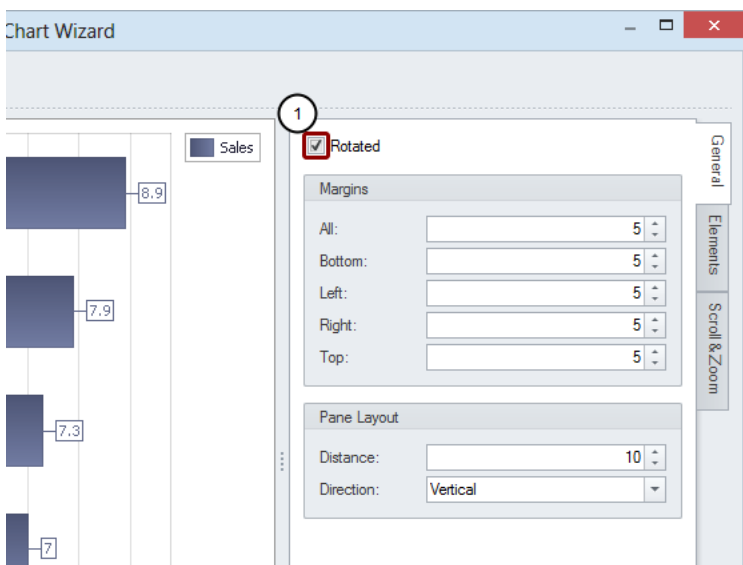 Chart Wizard
1
Sales
8.9
7.9
7.3
7
Rotated
Margins
All: 5
Bottom: 5
Left: 5
Right: 5
Top: 5
Pane Layout
Distance: 10
Direction: Vertical
General
Elements
Scroll & Zoom